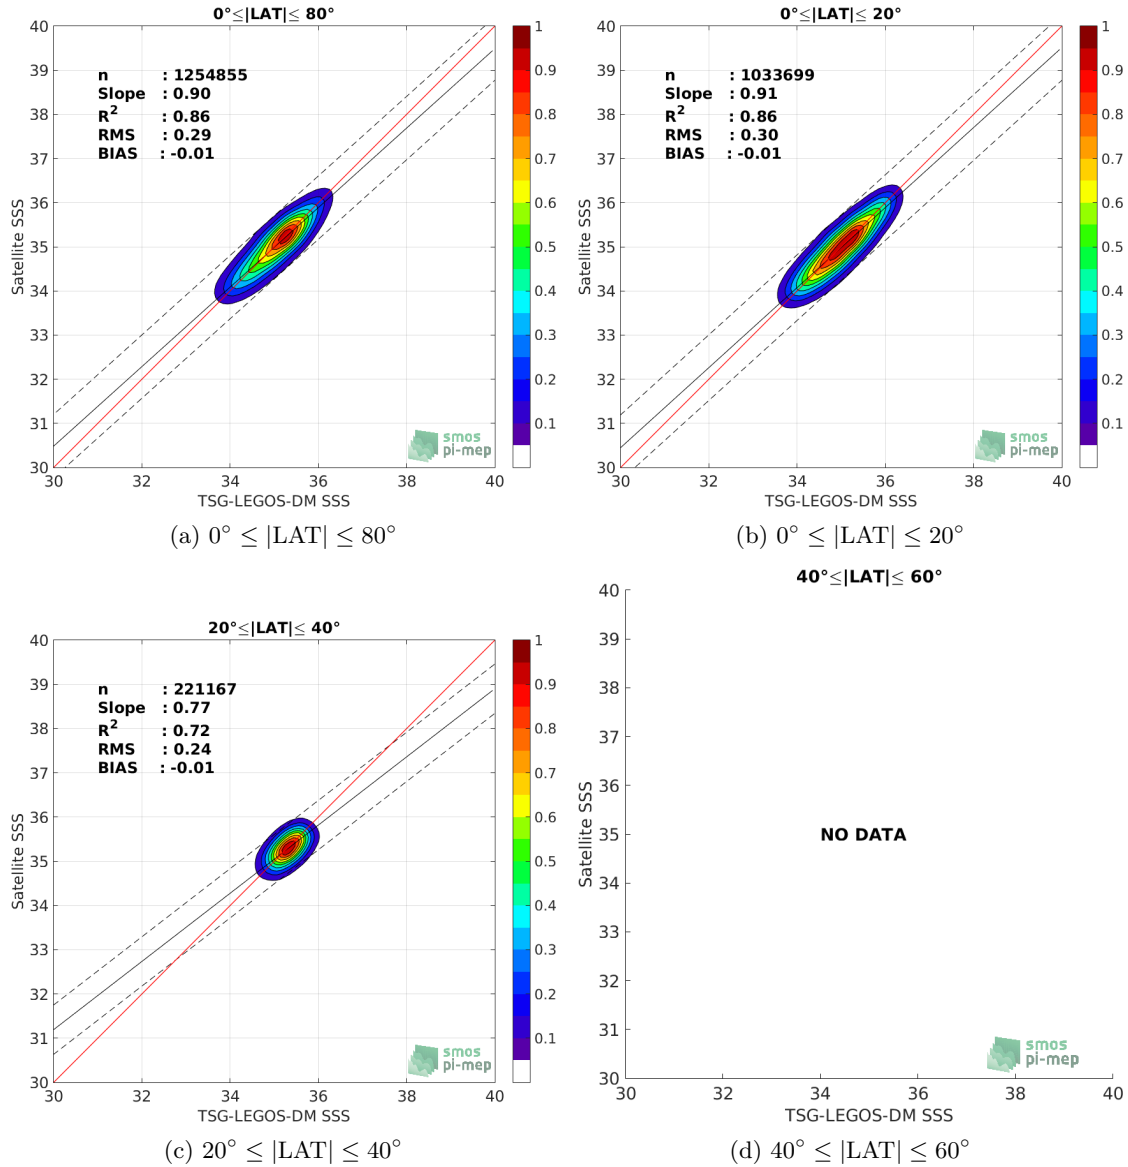 0°≤|LAT|≤ 80°
40
39
38
37
36
35
34
33
32
31
30
Satellite SSS
n : 1254855
Slope : 0.90
R2 : 0.86
RMS : 0.29
BIAS : -0.01
smos
pi-mep
30 32 34 36 38 40
TSG-LEGOS-DM SSS
1
0.9
0.8
0.7
0.6
0.5
0.4
0.3
0.2
0.1
(a) 0° ≤ |LAT| ≤ 80°
0°≤|LAT|≤ 20°
40
39
38
37
36
35
34
33
32
31
30
Satellite SSS
n : 1033699
Slope : 0.91
R2 : 0.86
RMS : 0.30
BIAS : -0.01
smos
pi-mep
30 32 34 36 38 40
TSG-LEGOS-DM SSS
1
0.9
0.8
0.7
0.6
0.5
0.4
0.3
0.2
0.1
(b) 0° ≤ |LAT| ≤ 20°
20°≤|LAT|≤ 40°
40
39
38
37
36
35
34
33
32
31
30
Satellite SSS
n : 221167
Slope : 0.77
R2 : 0.72
RMS : 0.24
BIAS : -0.01
smos
pi-mep
30 32 34 36 38 40
TSG-LEGOS-DM SSS
1
0.9
0.8
0.7
0.6
0.5
0.4
0.3
0.2
0.1
(c) 20° ≤ |LAT| ≤ 40°
40°≤|LAT|≤ 60°
40
39
38
37
36
35
34
33
32
31
30
Satellite SSS
NO DATA
smos
pi-mep
30 32 34 36 38 40
TSG-LEGOS-DM SSS
(d) 40° ≤ |LAT| ≤ 60°